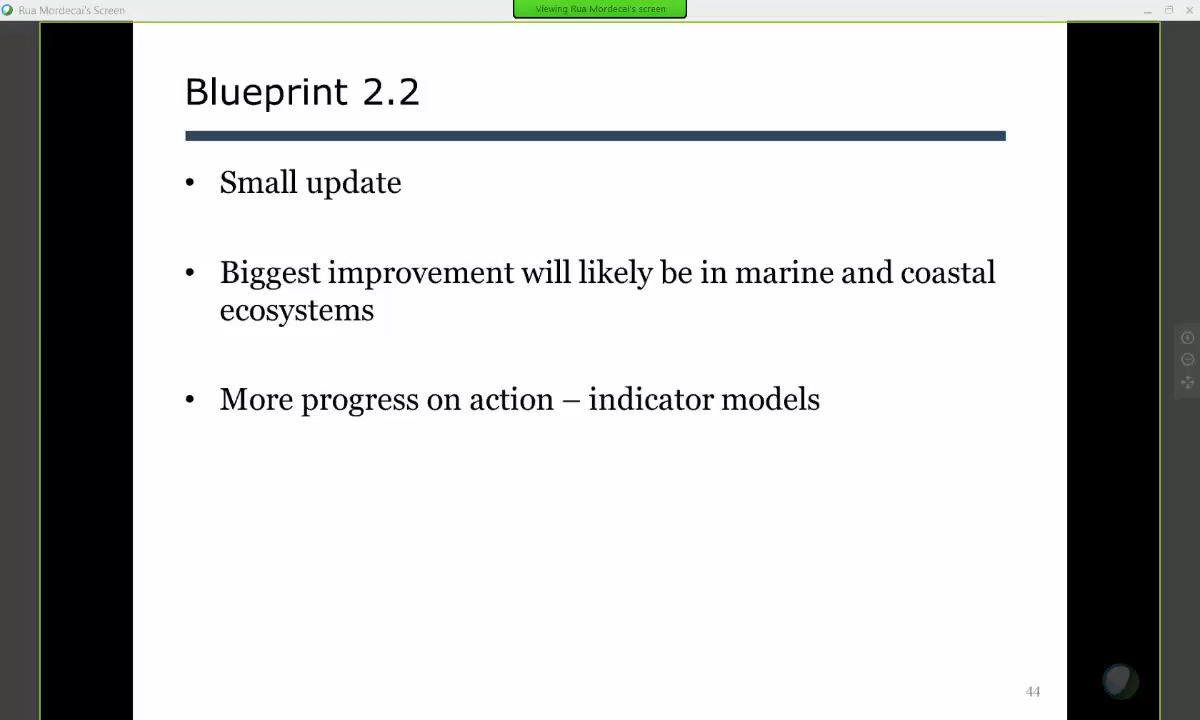 Rua Mordecai's Screen
Viewing Rua Mordecai's screen
Blueprint 2.2
• Small update
• Biggest improvement will likely be in marine and coastal
ecosystems
• More progress on action – indicator models
44